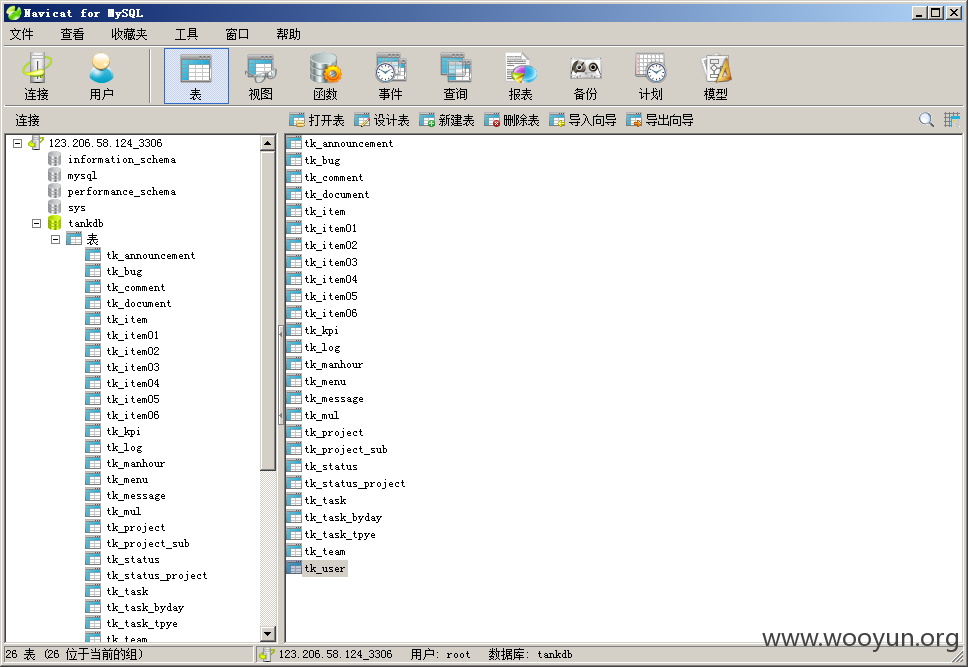 Navicat for MySQL
文件 查看 收藏夹 工具 窗口 帮助
连接 用户 表 视图 函数 事件 查询 报表 备份 计划 模型
连接 打开表 设计表 新建表 删除表 导入向导 导出向导
123.206.58.124_3306
information_schema
mysql
performance_schema
sys
tankdb
表
tk_announcement
tk_bug
tk_comment
tk_document
tk_item
tk_item01
tk_item02
tk_item03
tk_item04
tk_item05
tk_item06
tk_kpi
tk_log
tk_manhour
tk_menu
tk_message
tk_mul
tk_project
tk_project_sub
tk_status
tk_status_project
tk_task
tk_task_byday
tk_task_tpye
tk_team
tk_announcement
tk_bug
tk_comment
tk_document
tk_item
tk_item01
tk_item02
tk_item03
tk_item04
tk_item05
tk_item06
tk_kpi
tk_log
tk_manhour
tk_menu
tk_message
tk_mul
tk_project
tk_project_sub
tk_status
tk_status_project
tk_task
tk_task_byday
tk_task_tpye
tk_team
tk_user
www.wooyun.org
26 表 (26 位于当前的组) 123.206.58.124_3306 用户: root 数据库: tankdb